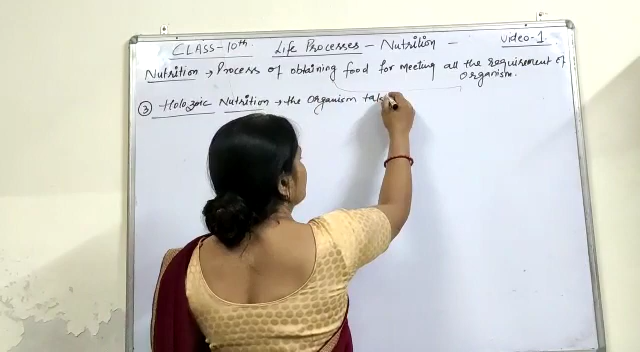 CLASS-10th Life Processes - Nutrition - Video-1.
Nutrition → Process of obtaining food for meeting all the requirement of
organism.
③ Holozoic Nutrition → the organism tak